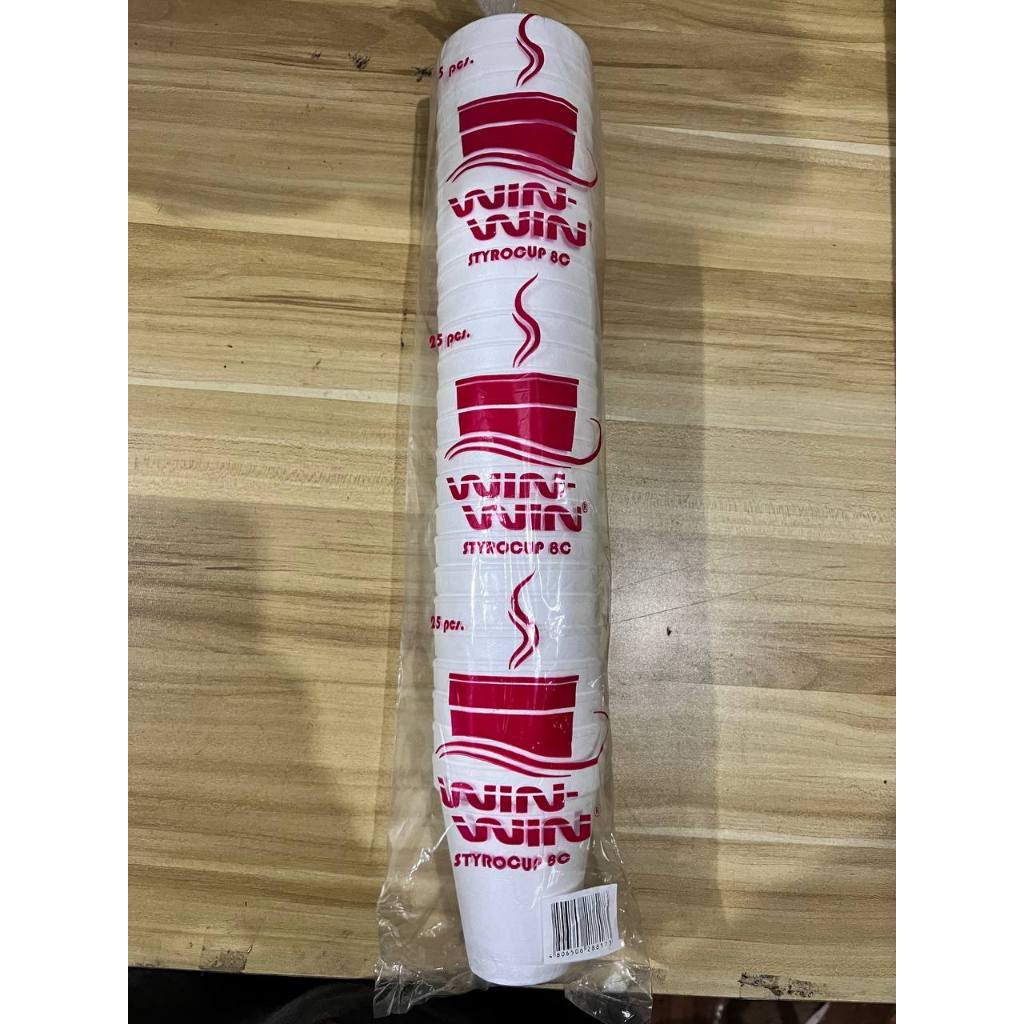 5 pcs.
WIN-
WIN
STYROCUP 8C
25 pcs.
WIN-
WIN®
STYROCUP 8C
25 pcs.
WIN-
WIN®
STYROCUP 8C